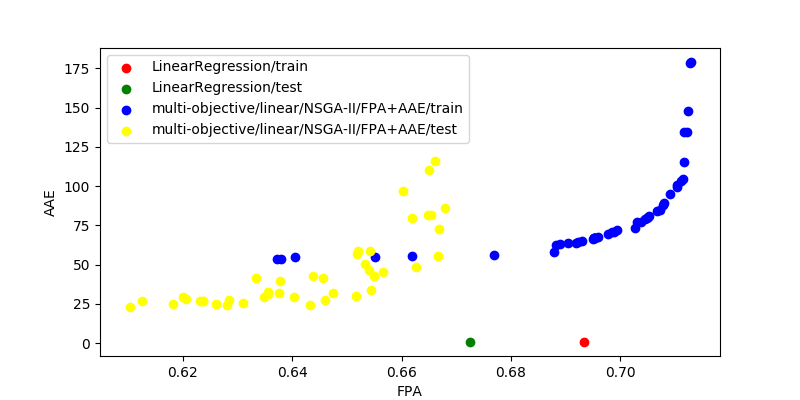 LinearRegression/train
LinearRegression/test
multi-objective/linear/NSGA-II/FPA+AAE/train
multi-objective/linear/NSGA-II/FPA+AAE/test
175
150
125
100
75
50
25
0
AAE
0.62 0.64 0.66 0.68 0.70
FPA